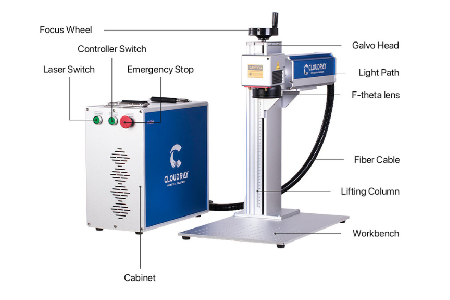 Focus Wheel
Controller Switch
Laser Switch
Emergency Stop
Galvo Head
Light Path
F-theta lens
Fiber Cable
Lifting Column
Workbench
Cabinet
CLOUDRAY
CLOUDRAY